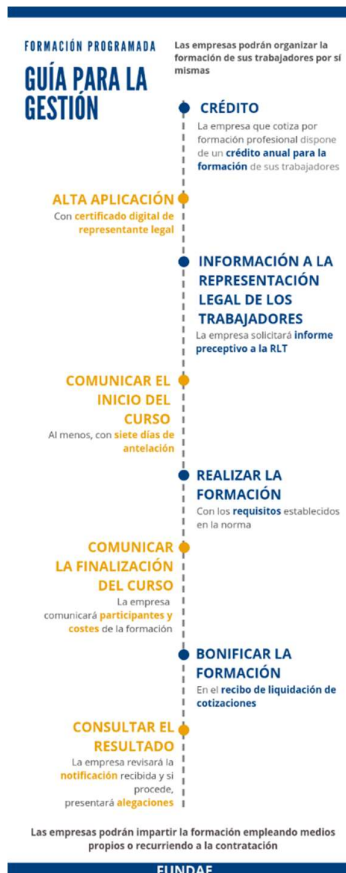 FORMACIÓN PROGRAMADA
GUÍA PARA LA
GESTIÓN
Las empresas podrán organizar la
formación de sus trabajadores por sí
mismas
CRÉDITO
La empresa que cotiza por
formación profesional dispone
de un crédito anual para la
formación de sus trabajadores
ALTA APLICACIÓN
Con certificado digital de
representante legal
INFORMACIÓN A LA
REPRESENTACIÓN
LEGAL DE LOS
TRABAJADORES
La empresa solicitará informe
preceptivo a la RLT
COMUNICAR EL
INICIO DEL
CURSO
Al menos, con siete días de
antelación
REALIZAR LA
FORMACIÓN
Con los requisitos establecidos
en la norma
COMUNICAR
LA FINALIZACIÓN
DEL CURSO
La empresa
comunicará participantes y
costes de la formación
BONIFICAR LA
FORMACIÓN
En el recibo de liquidación de
cotizaciones
CONSULTAR EL
RESULTADO
La empresa revisará la
notificación recibida y si
procede,
presentará alegaciones
Las empresas podrán impartir la formación empleando medios
propios o recurriendo a la contratación
FUNDAE